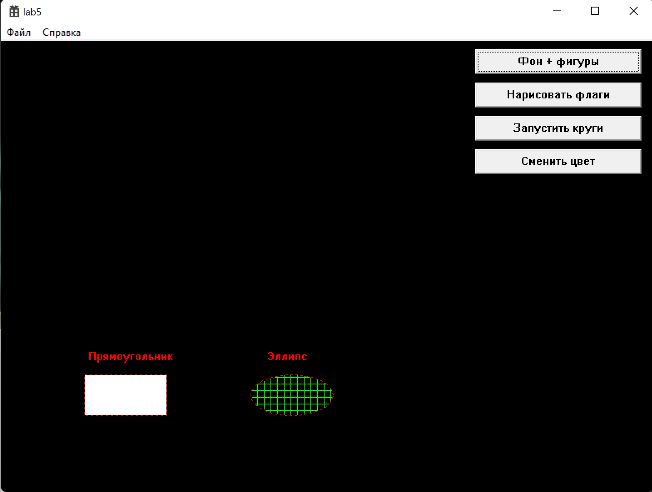 lab5
Файл Справка
Фон + фигуры
Нарисовать флаги
Запустить круги
Сменить цвет
Прямоугольник Эллипс